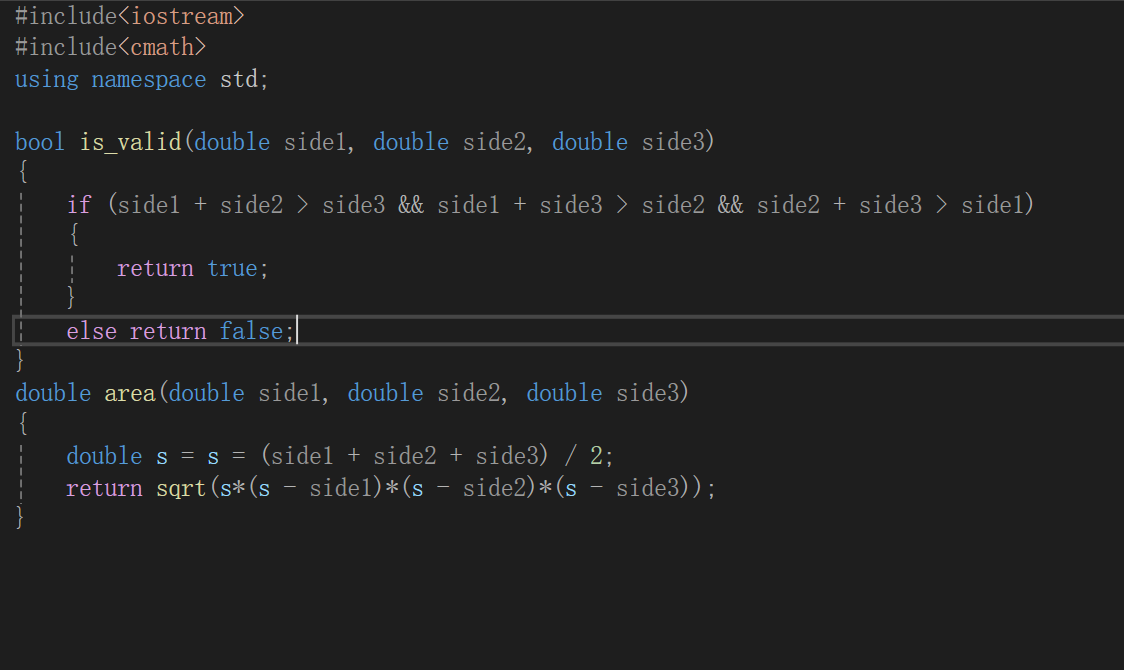 #include<iostream>
#include<cmath>
using namespace std;

bool is_valid(double side1, double side2, double side3)
{
    if (side1 + side2 > side3 && side1 + side3 > side2 && side2 + side3 > side1)
    {
        return true;
    }
    else return false;
}
double area(double side1, double side2, double side3)
{
    double s = s = (side1 + side2 + side3) / 2;
    return sqrt(s*(s - side1)*(s - side2)*(s - side3));
}